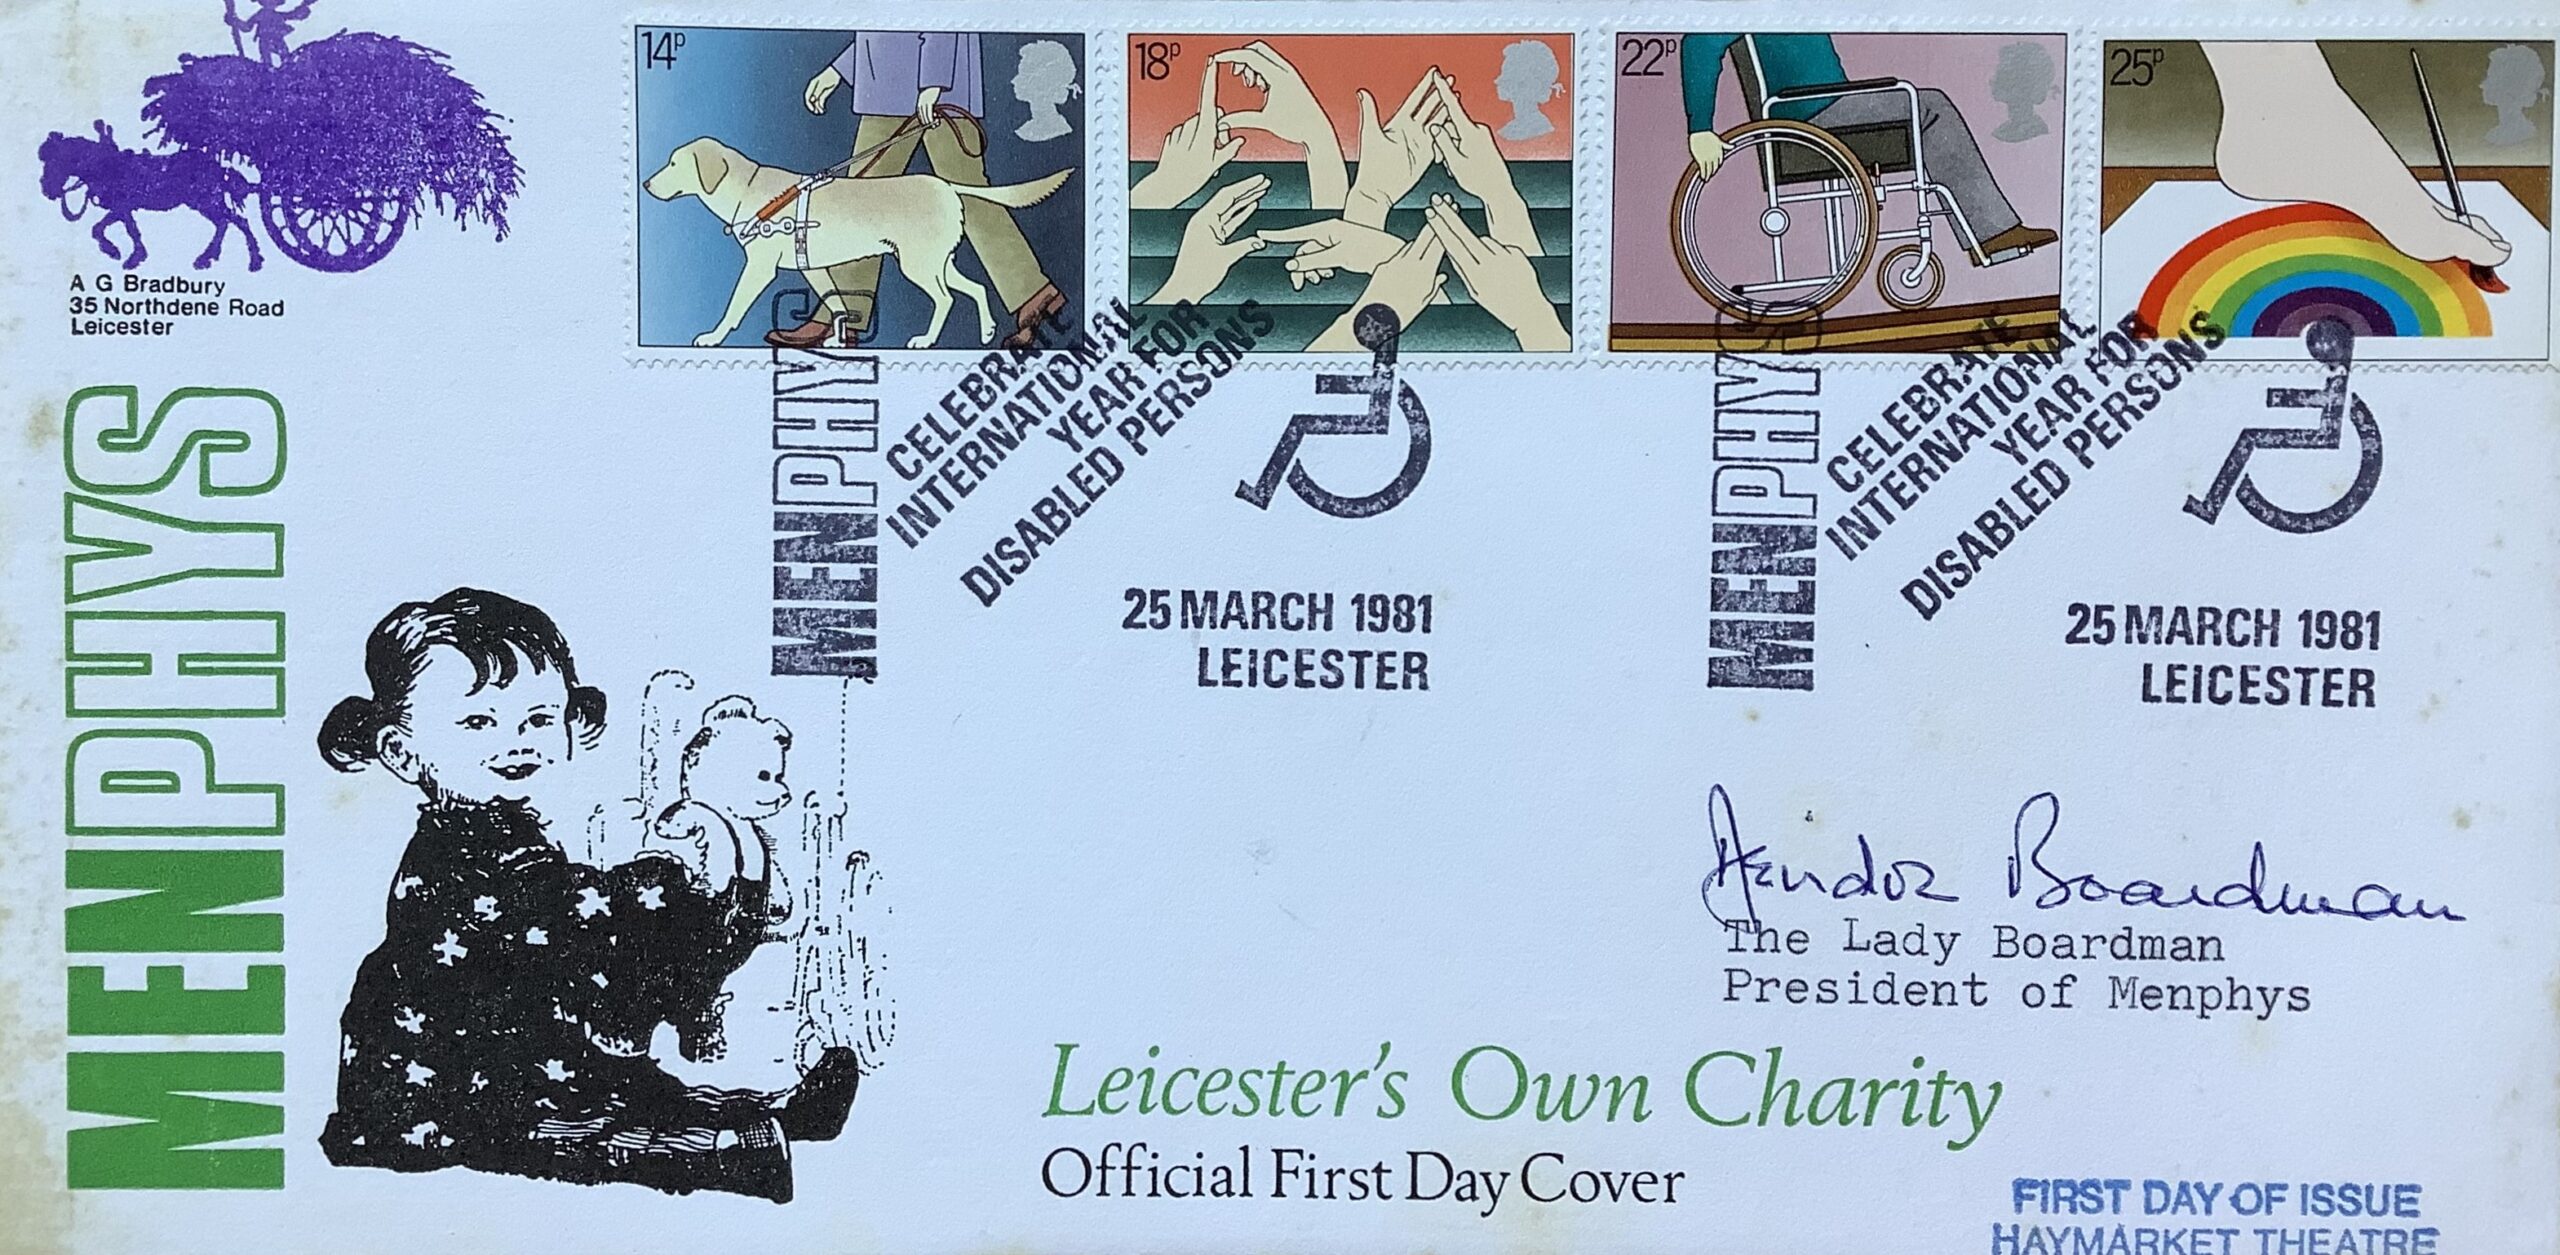 14P
18P
22P
25P
A G Bradbury
35 Northdene Road
Leicester
MENPHYS
MENPHYS
CELEBRATE
INTERNATIONAL
YEAR FOR
DISABLED PERSONS
25 MARCH 1981
LEICESTER
MENPHYS
CELEBRATE
INTERNATIONAL
YEAR FOR
DISABLED PERSONS
25 MARCH 1981
LEICESTER
Boardman
The Lady Boardman
President of Menphys
Leicester's Own Charity
Official First Day Cover
FIRST DAY OF ISSUE
HAYMARKET THEATRE